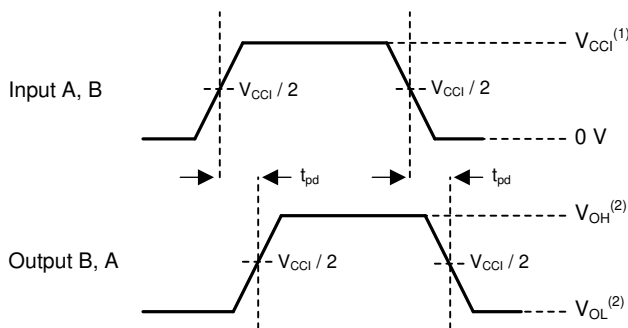 V_CCI^(1)
Input A, B
V_CCI / 2 V_CCI / 2
0 V
t_pd t_pd
V_OH^(2)
Output B, A
V_CCI / 2 V_CCI / 2
V_OL^(2)